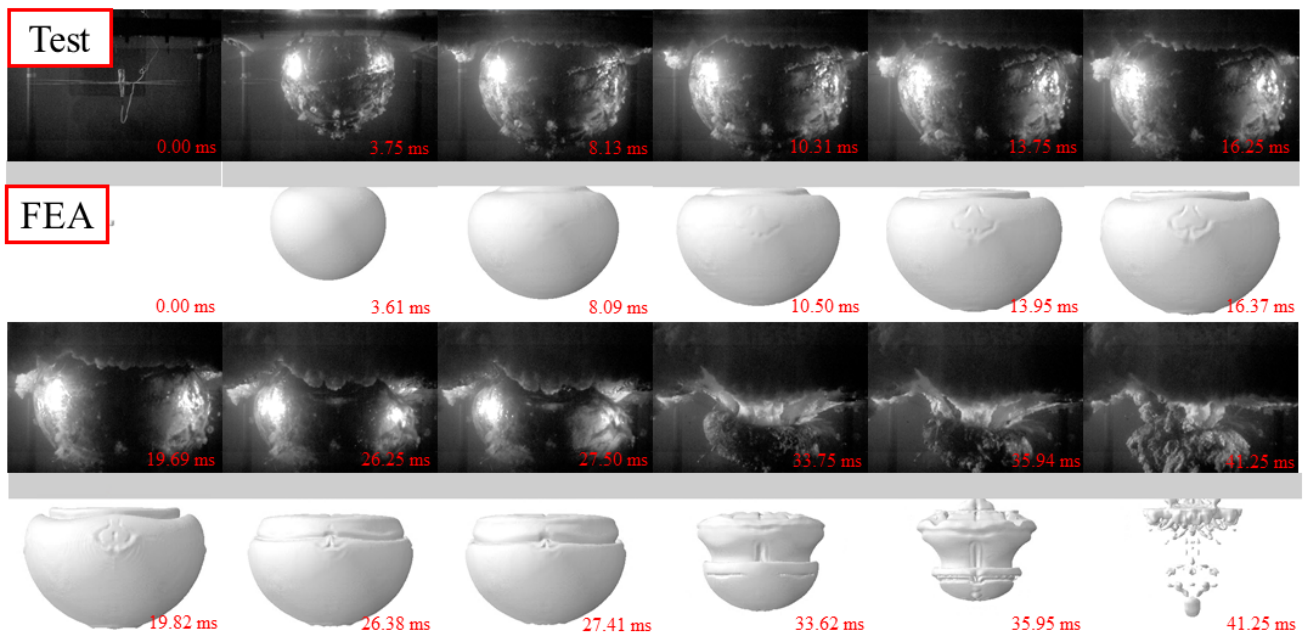 Test
0.00 ms 3.75 ms 8.13 ms 10.31 ms 13.75 ms 16.25 ms
FEA
0.00 ms 3.61 ms 8.09 ms 10.50 ms 13.95 ms 16.37 ms
19.69 ms 26.25 ms 27.50 ms 33.75 ms 35.94 ms 41.25 ms
19.82 ms 26.38 ms 27.41 ms 33.62 ms 35.95 ms 41.25 ms